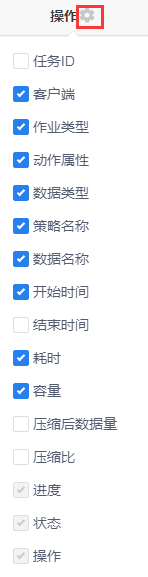 操作
任务ID
客户端
作业类型
动作属性
数据类型
策略名称
数据名称
开始时间
结束时间
耗时
容量
压缩后数据量
压缩比
进度
状态
操作